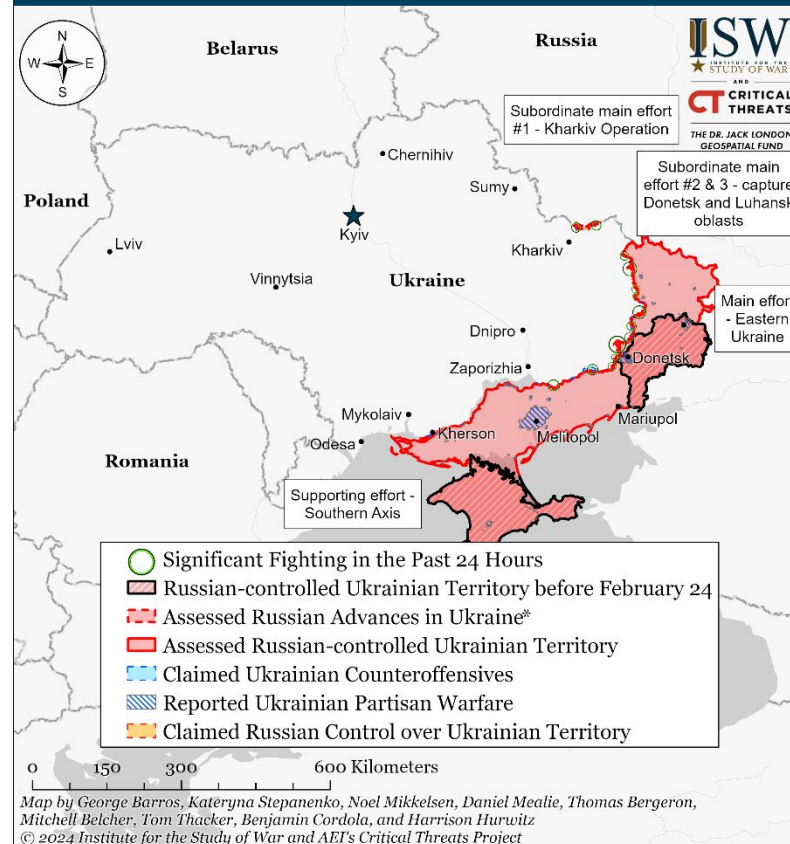 N
W
E
S
Belarus
Russia
ISW
INSTITUTE FOR THE
STUDY OF WAR
AND
CT CRITICAL
THREATS
THE DR. JACK LONDON
GEOSPATIAL FUND
Subordinate main effort
#1 - Kharkiv Operation
Subordinate main
effort #2 & 3 - capture
Donetsk and Luhansk
oblasts
Main effort
- Eastern
Ukraine
Poland
Chernihiv
Sumy
Lviv
Kyiv
Kharkiv
Vinnytsia
Ukraine
Dnipro
Zaporizhia
Donetsk
Mykolaiv
Mariupol
Kherson
Melitopol
Odesa
Romania
Supporting effort -
Southern Axis
Significant Fighting in the Past 24 Hours
Russian-controlled Ukrainian Territory before February 24
Assessed Russian Advances in Ukraine*
Assessed Russian-controlled Ukrainian Territory
Claimed Ukrainian Counteroffensives
Reported Ukrainian Partisan Warfare
Claimed Russian Control over Ukrainian Territory
0 150 300 600 Kilometers
Map by George Barros, Kateryna Stepanenko, Noel Mikkelsen, Daniel Mealie, Thomas Bergeron,
Mitchell Belcher, Tom Thacker, Benjamin Cordola, and Harrison Hurwitz
© 2024 Institute for the Study of War and AEI's Critical Threats Project